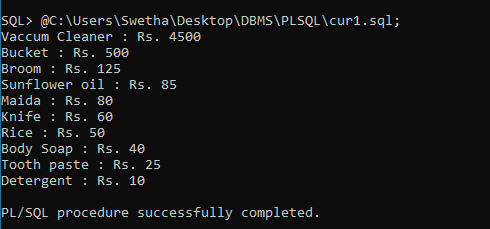 SQL> @C:\Users\Swetha\Desktop\DBMS\PLSQL\cur1.sql;
Vaccum Cleaner : Rs. 4500
Bucket : Rs. 500
Broom : Rs. 125
Sunflower oil : Rs. 85
Maida : Rs. 80
Knife : Rs. 60
Rice : Rs. 50
Body Soap : Rs. 40
Tooth paste : Rs. 25
Detergent : Rs. 10
PL/SQL procedure successfully completed.